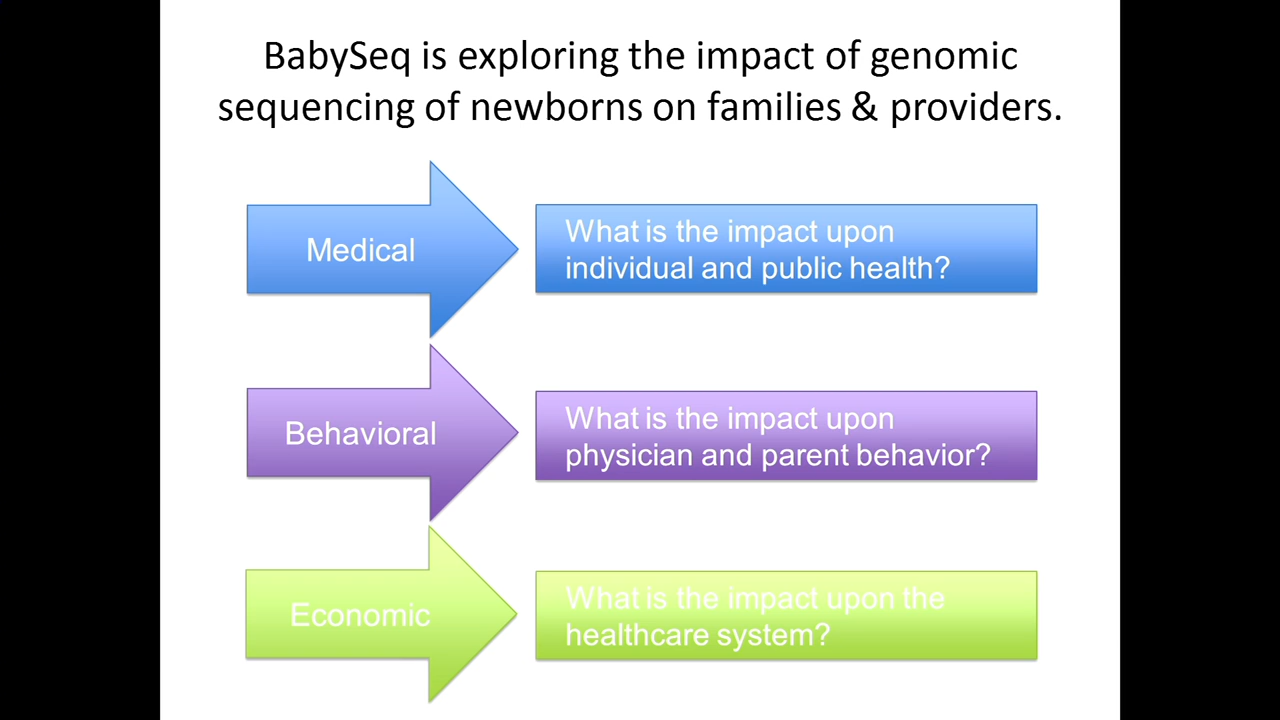 BabySeq is exploring the impact of genomic
sequencing of newborns on families & providers.
Medical
What is the impact upon
individual and public health?
Behavioral
What is the impact upon
physician and parent behavior?
Economic
What is the impact upon the
healthcare system?